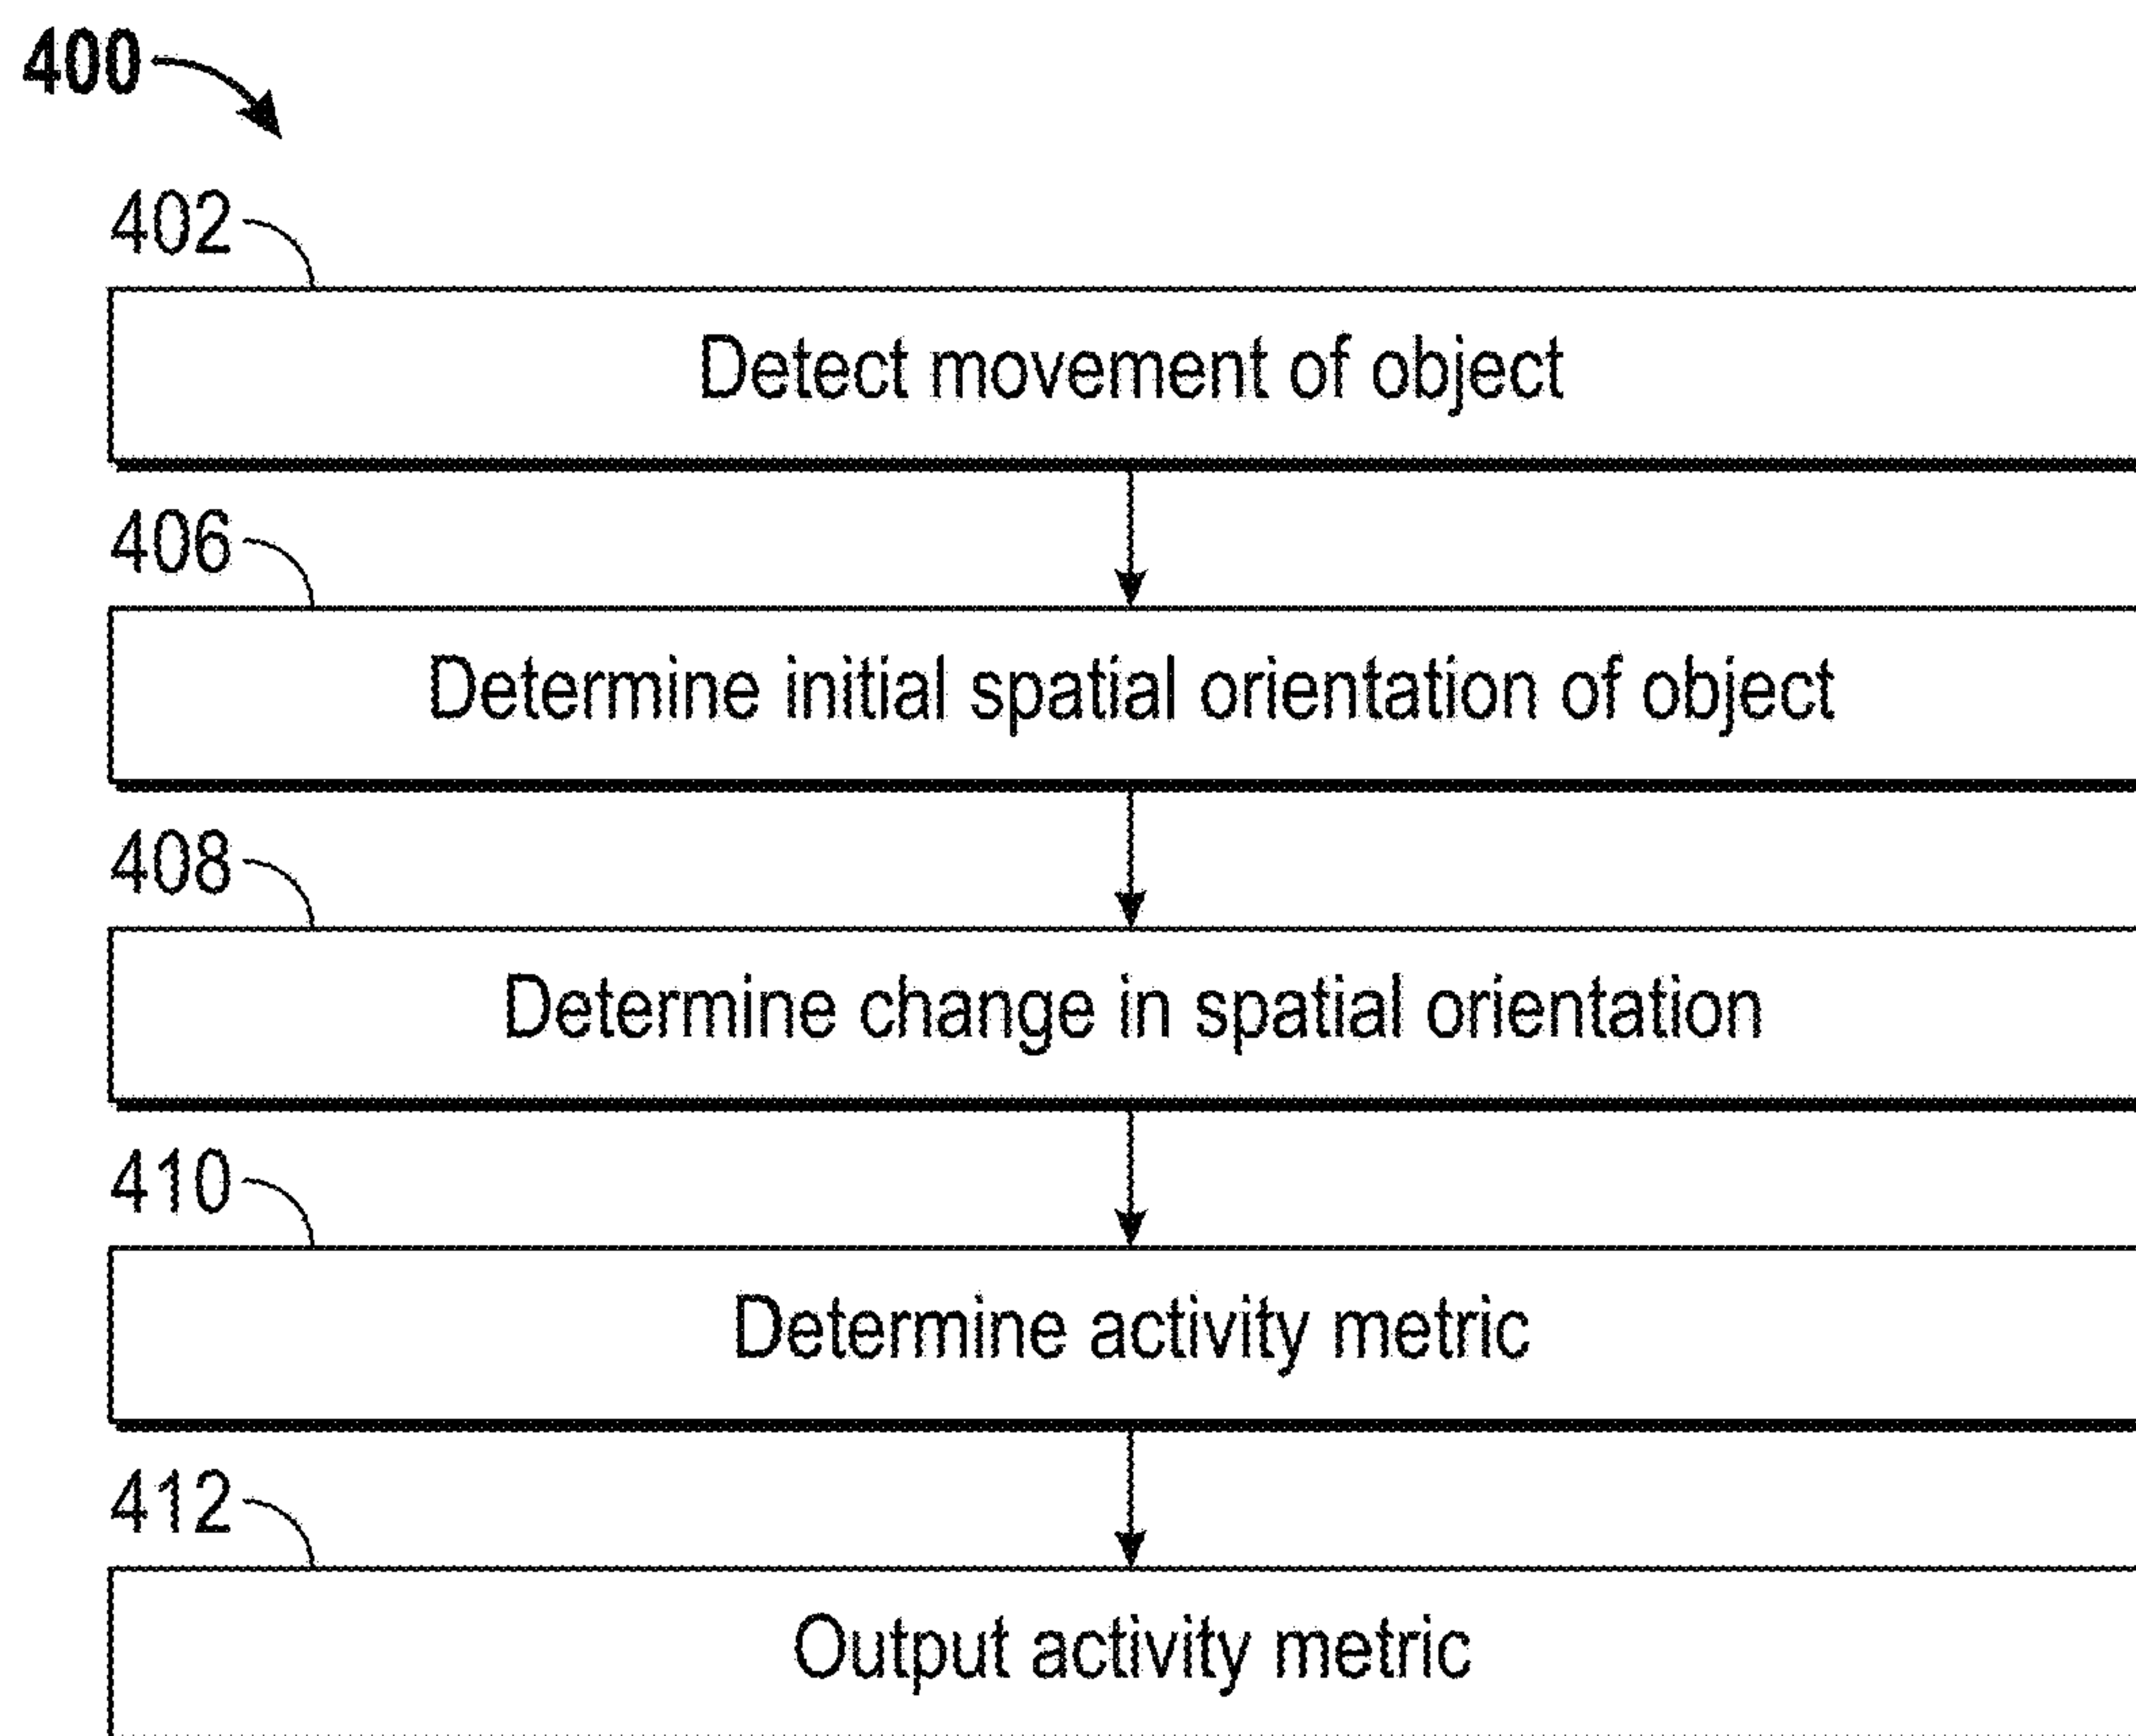 400
402
Detect movement of object
406
Determine initial spatial orientation of object
408
Determine change in spatial orientation
410
Determine activity metric
412
Output activity metric